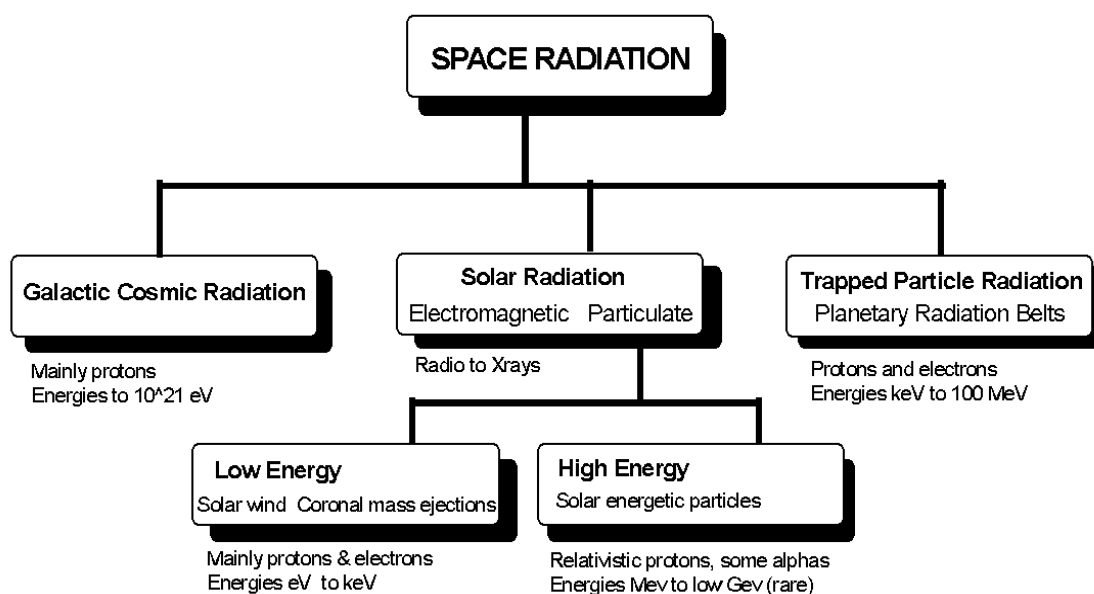 SPACE RADIATION
Galactic Cosmic Radiation
Mainly protons
Energies to 10^21 eV
Solar Radiation
Electromagnetic Particulate
Radio to Xrays
Trapped Particle Radiation
Planetary Radiation Belts
Protons and electrons
Energies keV to 100 MeV
Low Energy
Solar wind Coronal mass ejections
Mainly protons & electrons
Energies eV to keV
High Energy
Solar energetic particles
Relativistic protons, some alphas
Energies Mev to low Gev (rare)